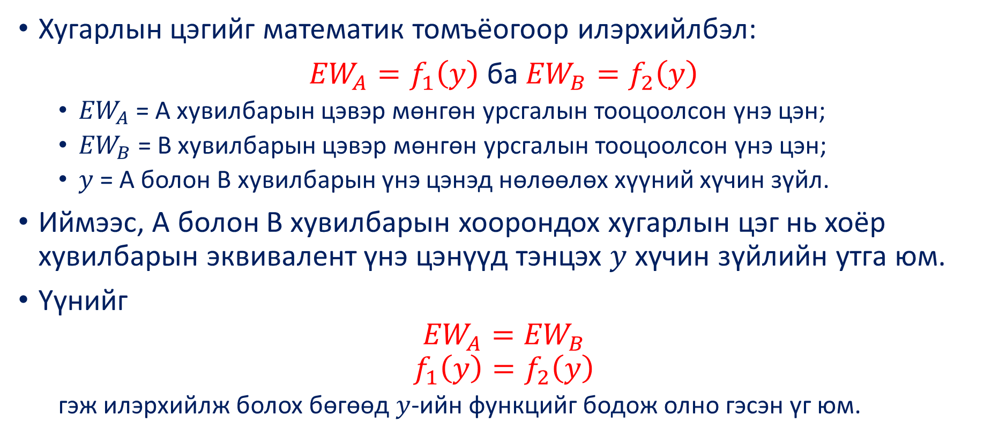 • Хугарлын цэгийг математик томъёогоор илэрхийлбэл:
EW_A = f_1(y) ба EW_B = f_2(y)
• EW_A = А хувилбарын цэвэр мөнгөн урсгалын тооцоолсон үнэ цэн;
• EW_B = В хувилбарын цэвэр мөнгөн урсгалын тооцоолсон үнэ цэн;
• y = А болон В хувилбарын үнэ цэнэд нөлөөлөх хүүний хүчин зүйл.
• Иймээс, А болон В хувилбарын хоорондох хугарлын цэг нь хоёр
хувилбарын эквивалент үнэ цэнүүд тэнцэх y хүчин зүйлийн утга юм.
• Үүнийг
EW_A = EW_B
f_1(y) = f_2(y)
гэж илэрхийлж болох бөгөөд y-ийн функцийг бодож олно гэсэн үг юм.